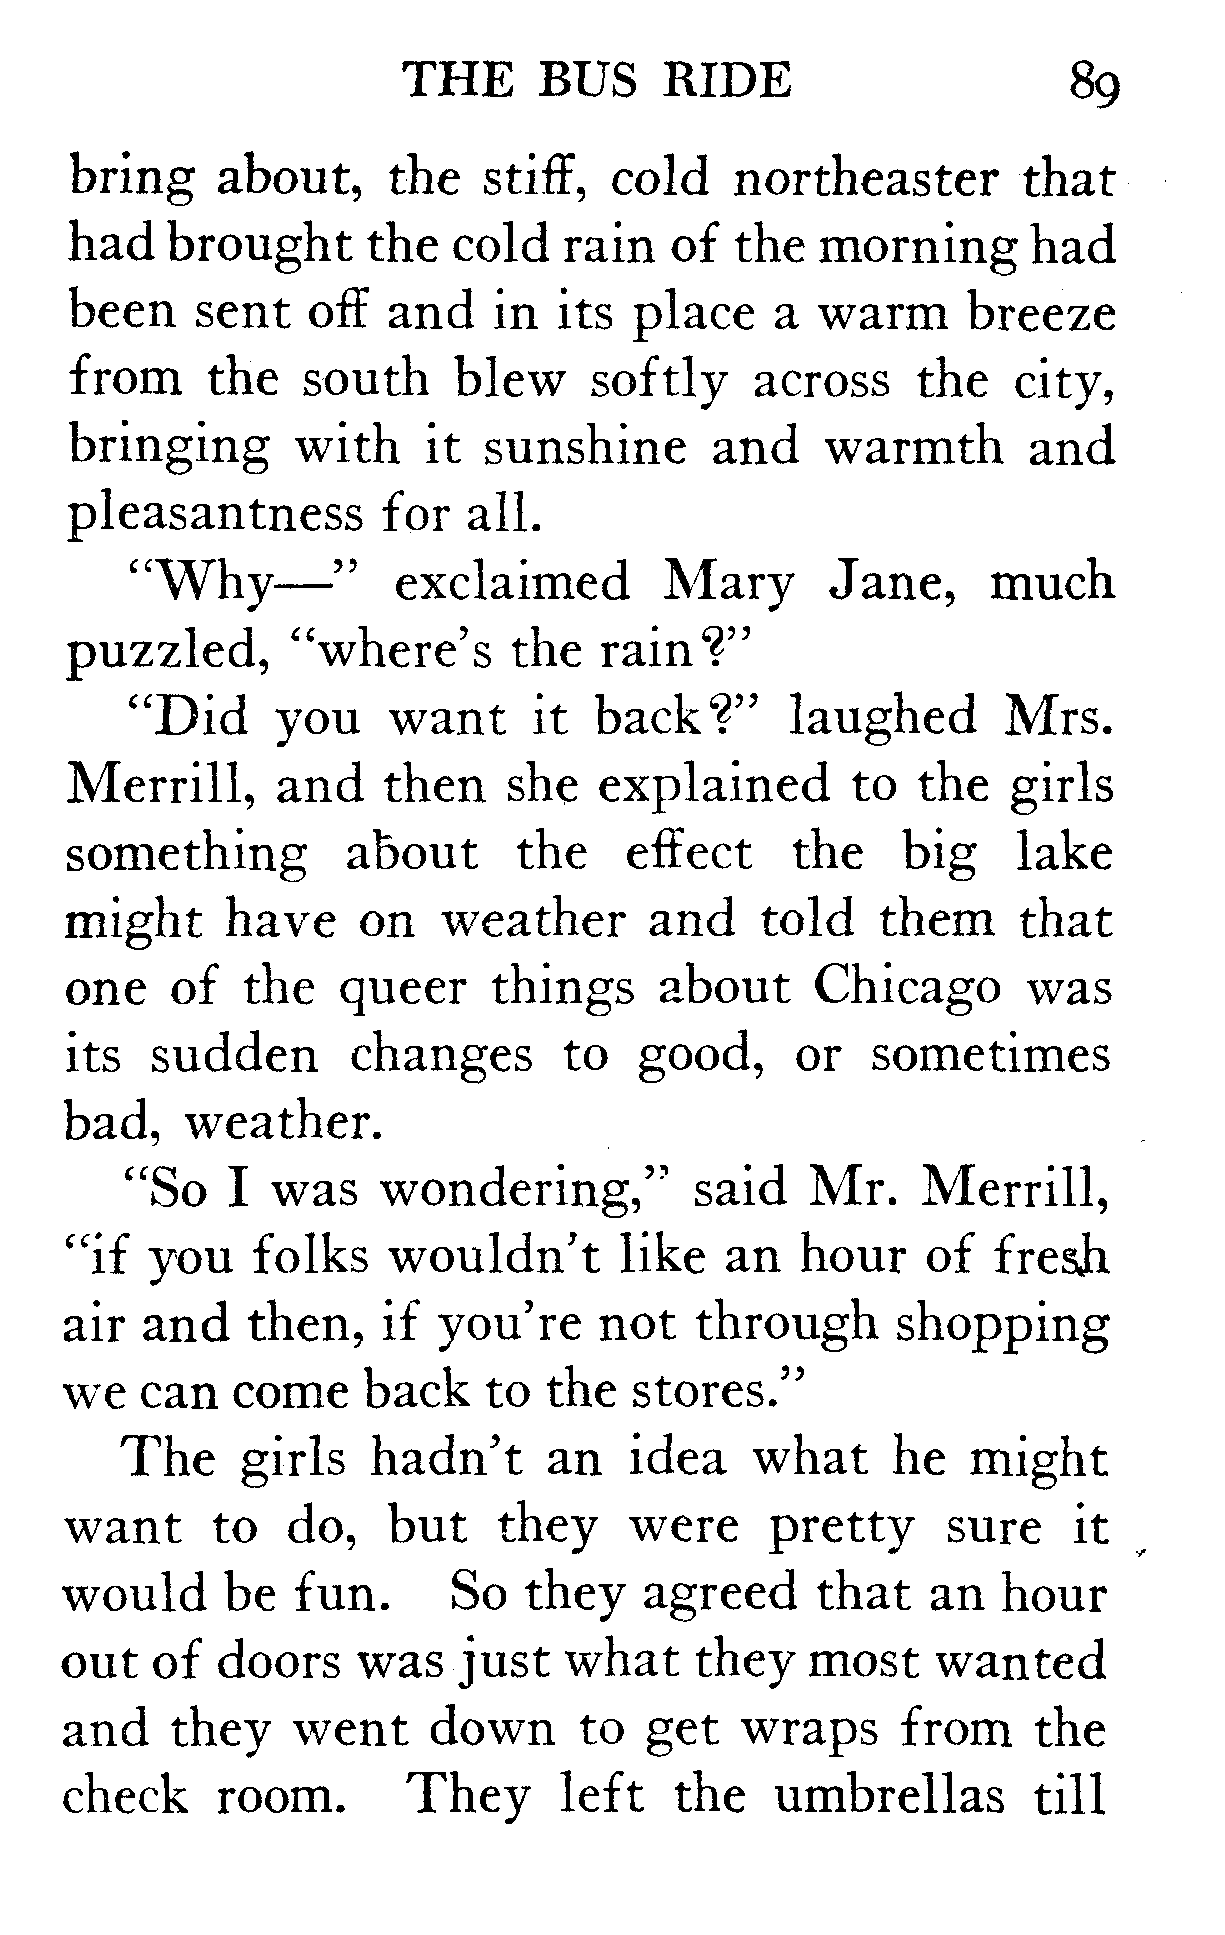 THE BUS RIDE 89
bring about, the stiff, cold northeaster that
had brought the cold rain of the morning had
been sent off and in its place a warm breeze
from the south blew softly across the city,
bringing with it sunshine and warmth and
pleasantness for all.
“Why—” exclaimed Mary Jane, much
puzzled, “where’s the rain?”
“Did you want it back?” laughed Mrs.
Merrill, and then she explained to the girls
something about the effect the big lake
might have on weather and told them that
one of the queer things about Chicago was
its sudden changes to good, or sometimes
bad, weather.
“So I was wondering,” said Mr. Merrill,
“if you folks wouldn’t like an hour of fresh
air and then, if you’re not through shopping
we can come back to the stores.”
The girls hadn’t an idea what he might
want to do, but they were pretty sure it
would be fun. So they agreed that an hour
out of doors was just what they most wanted
and they went down to get wraps from the
check room. They left the umbrellas till